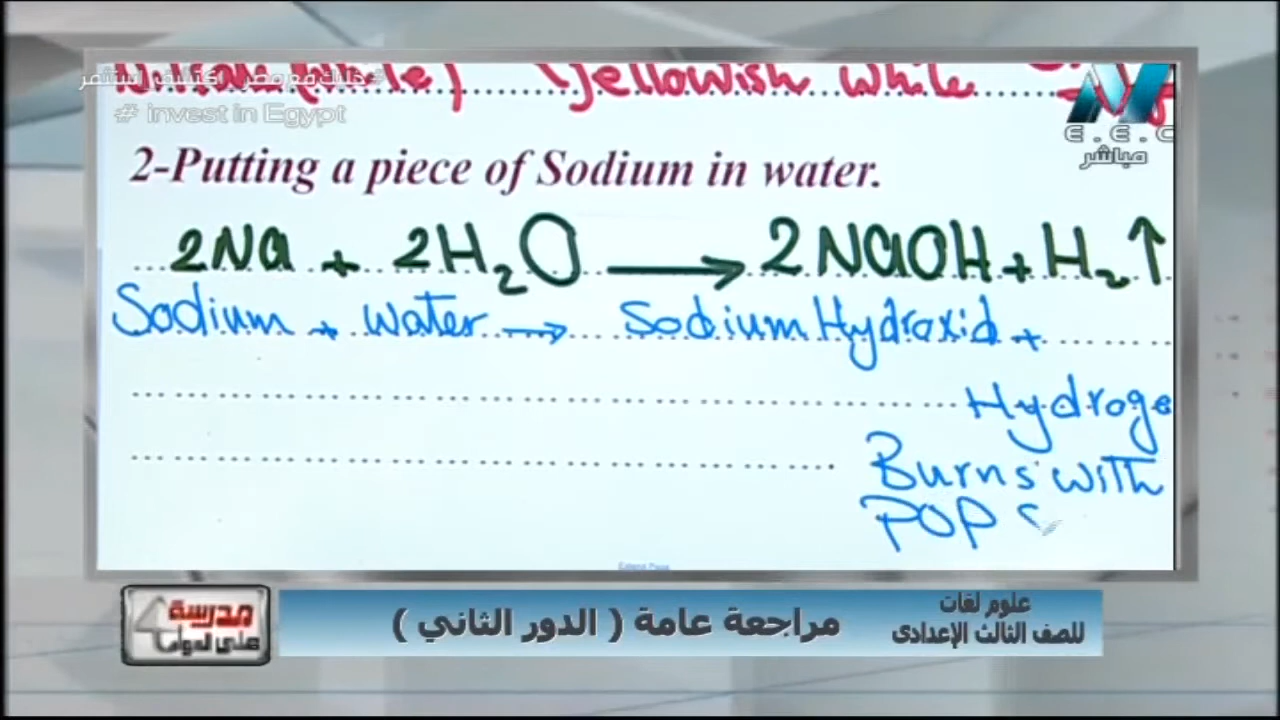 yellowish white
# invest in Egypt
E.E.C
مباشر
2-Putting a piece of Sodium in water.
2Na + 2H₂O → 2NaOH + H₂↑
Sodium + water → Sodium Hydroxid +
Hydroge
Burns with
POP S
مدرسة
على الهواء
مراجعة عامة ( الدور الثاني )
علوم لغات
للصف الثالث الإعدادى